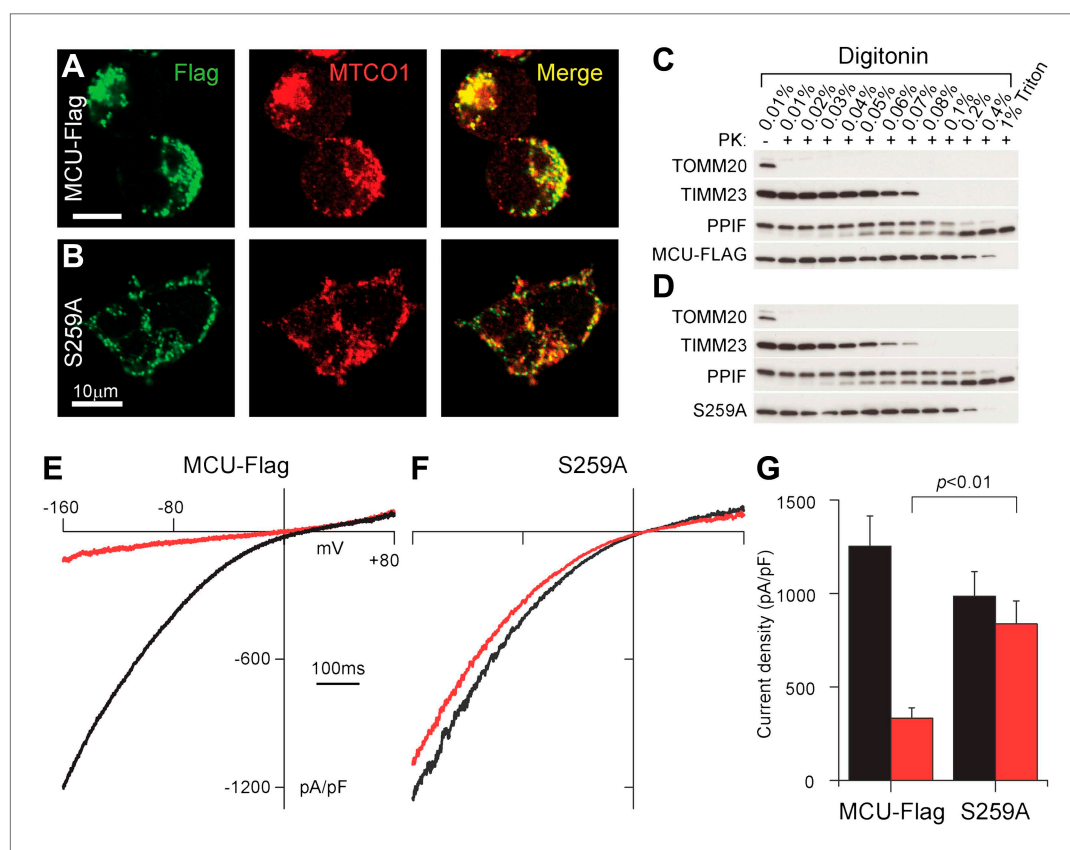 A
Flag
MTCO1
Merge
MCU-Flag
B
S259A
10μm
C
Digitonin
0.01% 0.01% 0.02% 0.03% 0.04% 0.05% 0.06% 0.07% 0.08% 0.1% 0.2% 0.4% 1% Triton
PK: - + + + + + + + + + + + +
TOMM20
TIMM23
PPIF
MCU-FLAG
D
TOMM20
TIMM23
PPIF
S259A
E
MCU-Flag
-160
-80
mV
+80
-600
100ms
-1200
pA/pF
F
S259A
G
p<0.01
Current density (pA/pF)
1500
1000
500
0
MCU-Flag
S259A